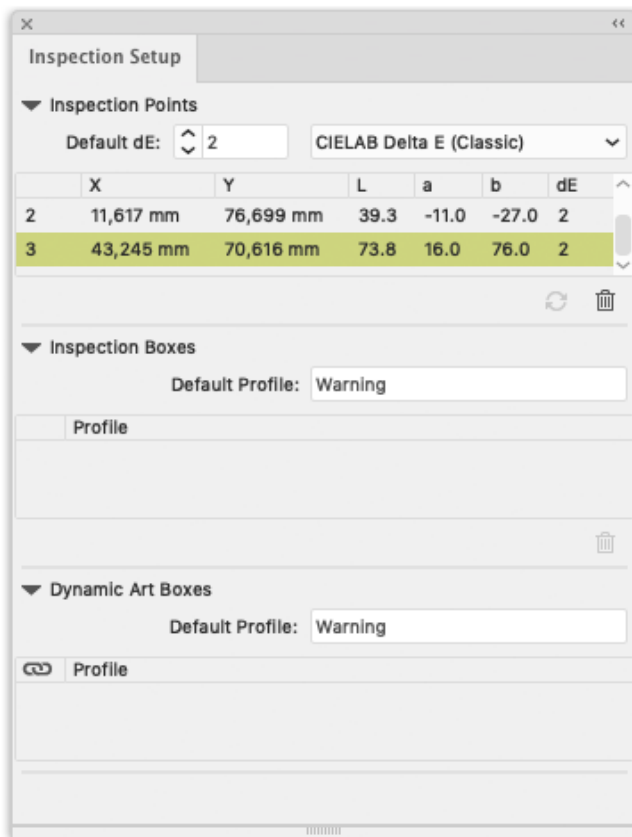 Inspection Setup
Inspection Points
Default dE: 2 CIELAB Delta E (Classic)
X Y L a b dE
2 11,617 mm 76,699 mm 39.3 -11.0 -27.0 2
3 43,245 mm 70,616 mm 73.8 16.0 76.0 2
Inspection Boxes
Default Profile: Warning
Profile
Dynamic Art Boxes
Default Profile: Warning
Profile